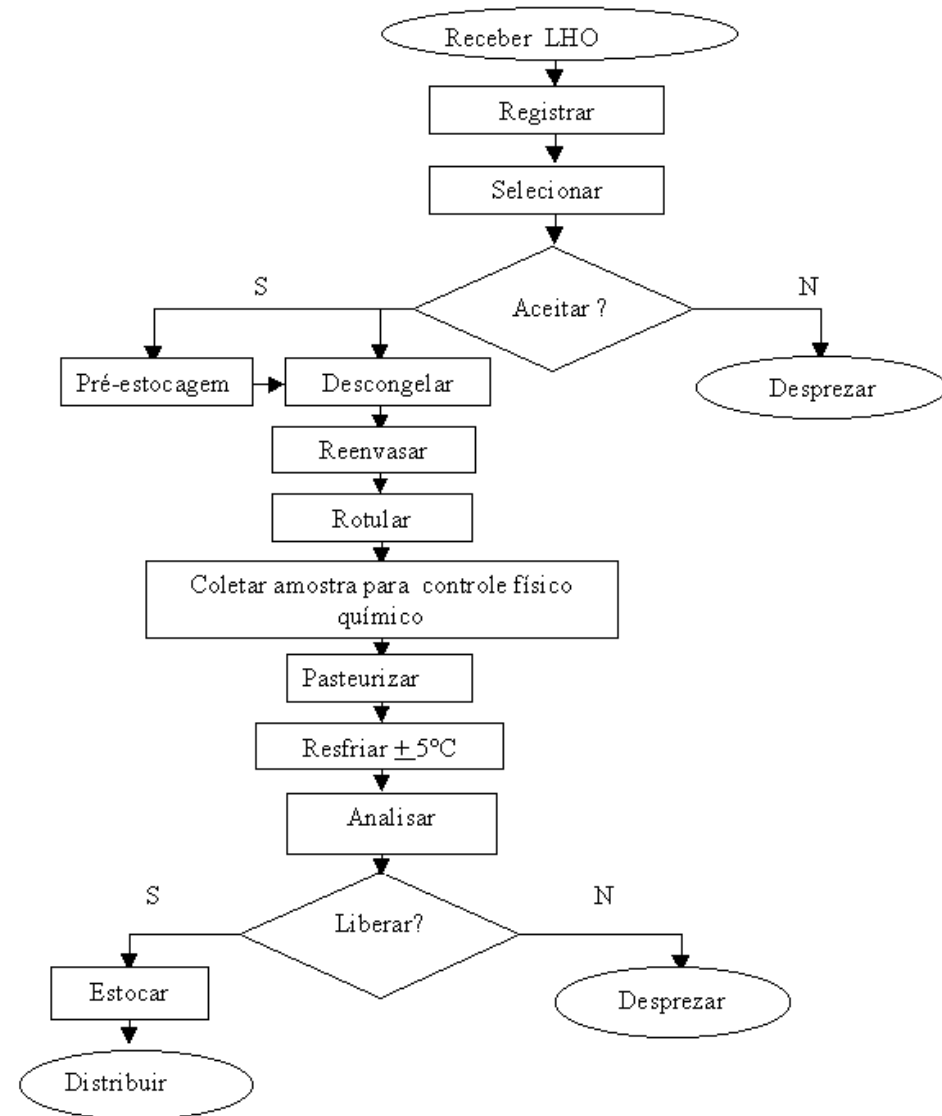 Receber LHO
Registrar
Selecionar
S
N
Aceitar ?
Pré-estocagem
Descongelar
Desprezar
Reenvasar
Rotular
Coletar amostra para controle físico
químico
Pasteurizar
Resfriar ± 5°C
Analisar
S
N
Liberar?
Estocar
Desprezar
Distribuir